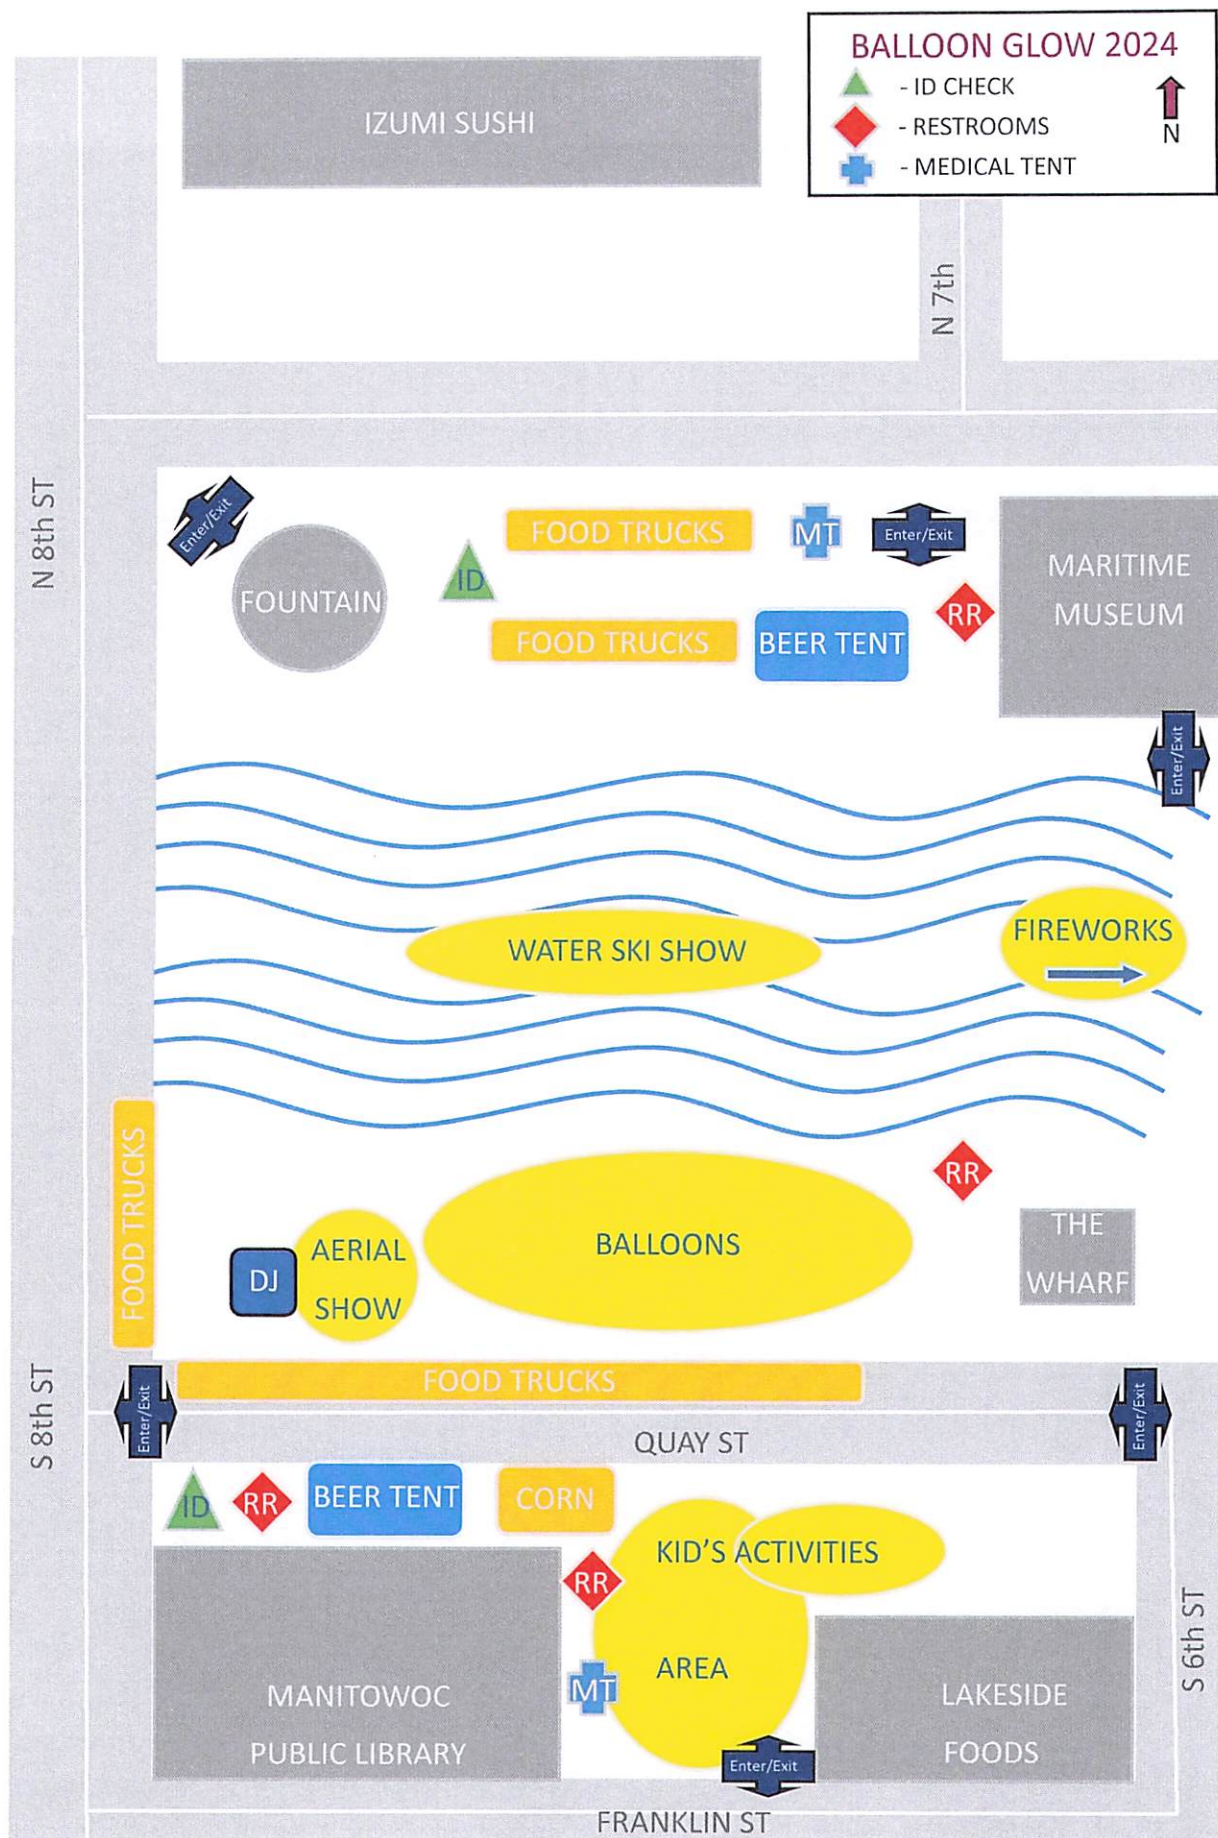 BALLOON GLOW 2024
- ID CHECK
N
- RESTROOMS
- MEDICAL TENT
IZUMI SUSHI
N 7th
N 8th ST
Enter/Exit
FOUNTAIN
ID
FOOD TRUCKS
MT
Enter/Exit
FOOD TRUCKS
BEER TENT
RR
MARITIME
MUSEUM
Enter/Exit
WATER SKI SHOW
FIREWORKS
FOOD TRUCKS
RR
BALLOONS
DJ
AERIAL
SHOW
THE
WHARF
S 8th ST
Enter/Exit
FOOD TRUCKS
Enter/Exit
QUAY ST
ID
RR
BEER TENT
CORN
KID'S ACTIVITIES
AREA
RR
MT
MANITOWOC
PUBLIC LIBRARY
LAKESIDE
FOODS
S 6th ST
Enter/Exit
FRANKLIN ST